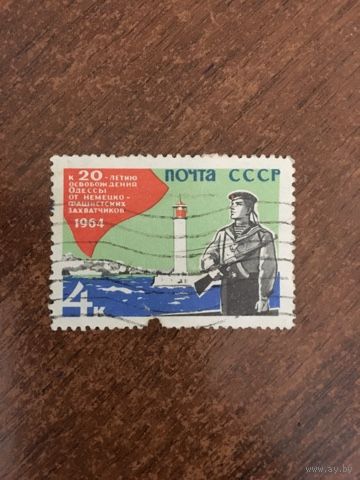 К 20-ЛЕТИЮ
ОСВОБОЖДЕНИЯ
ОДЕССЫ
ОТ НЕМЕЦКО-
ФАШИСТСКИХ
ЗАХВАТЧИКОВ
1964
ПОЧТА СССР
4К
www.ay.by